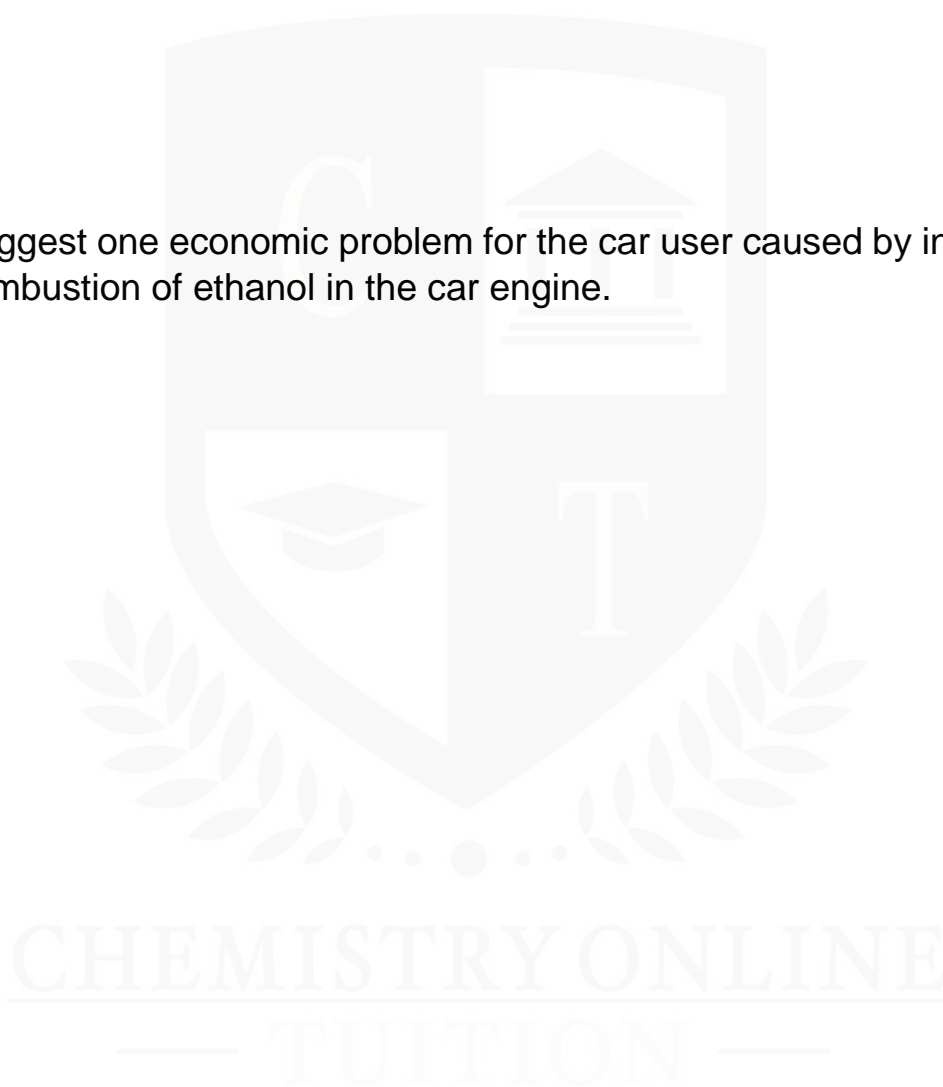 ggest one economic problem for the car user caused by in
mbustion of ethanol in the car engine.
C
T
CHEMISTRY ONLINE
— TUITION —